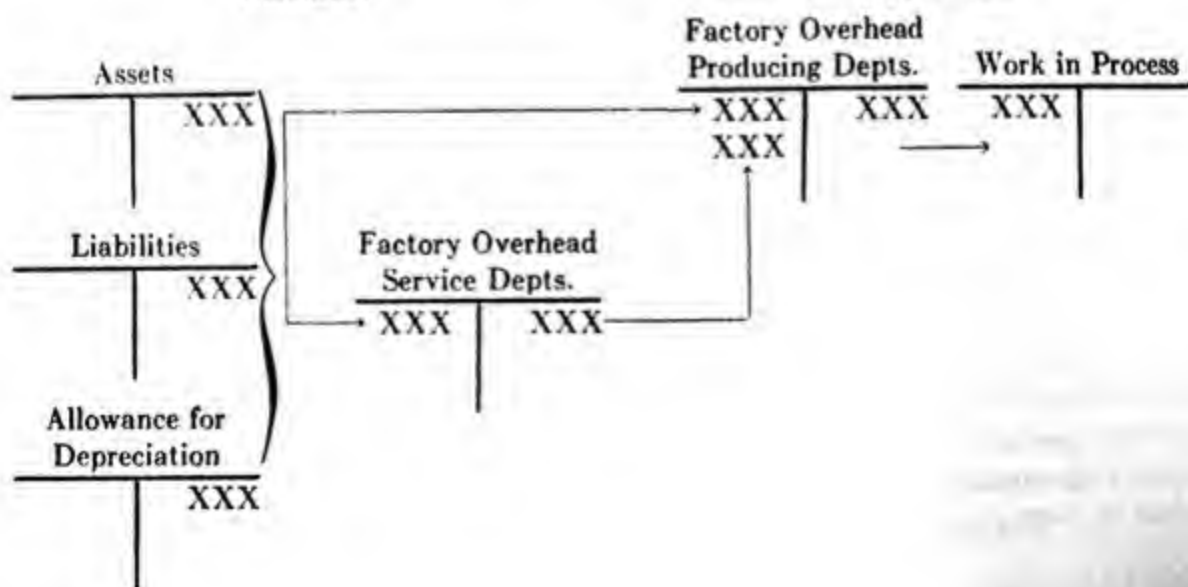 Assets
XXX
Liabilities
XXX
Allowance for
Depreciation
XXX
Factory Overhead
Service Depts.
XXX XXX
Factory Overhead
Producing Depts.
XXX XXX
XXX
Work in Process
XXX